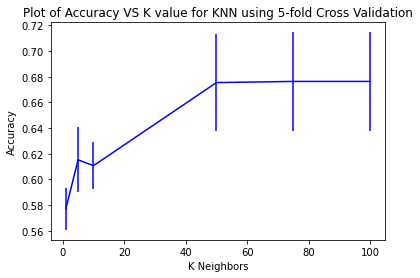 Plot of Accuracy VS K value for KNN using 5-fold Cross Validation
0.72
0.70
0.68
0.66
0.64
0.62
0.60
0.58
0.56
Accuracy
0 20 40 60 80 100
K Neighbors